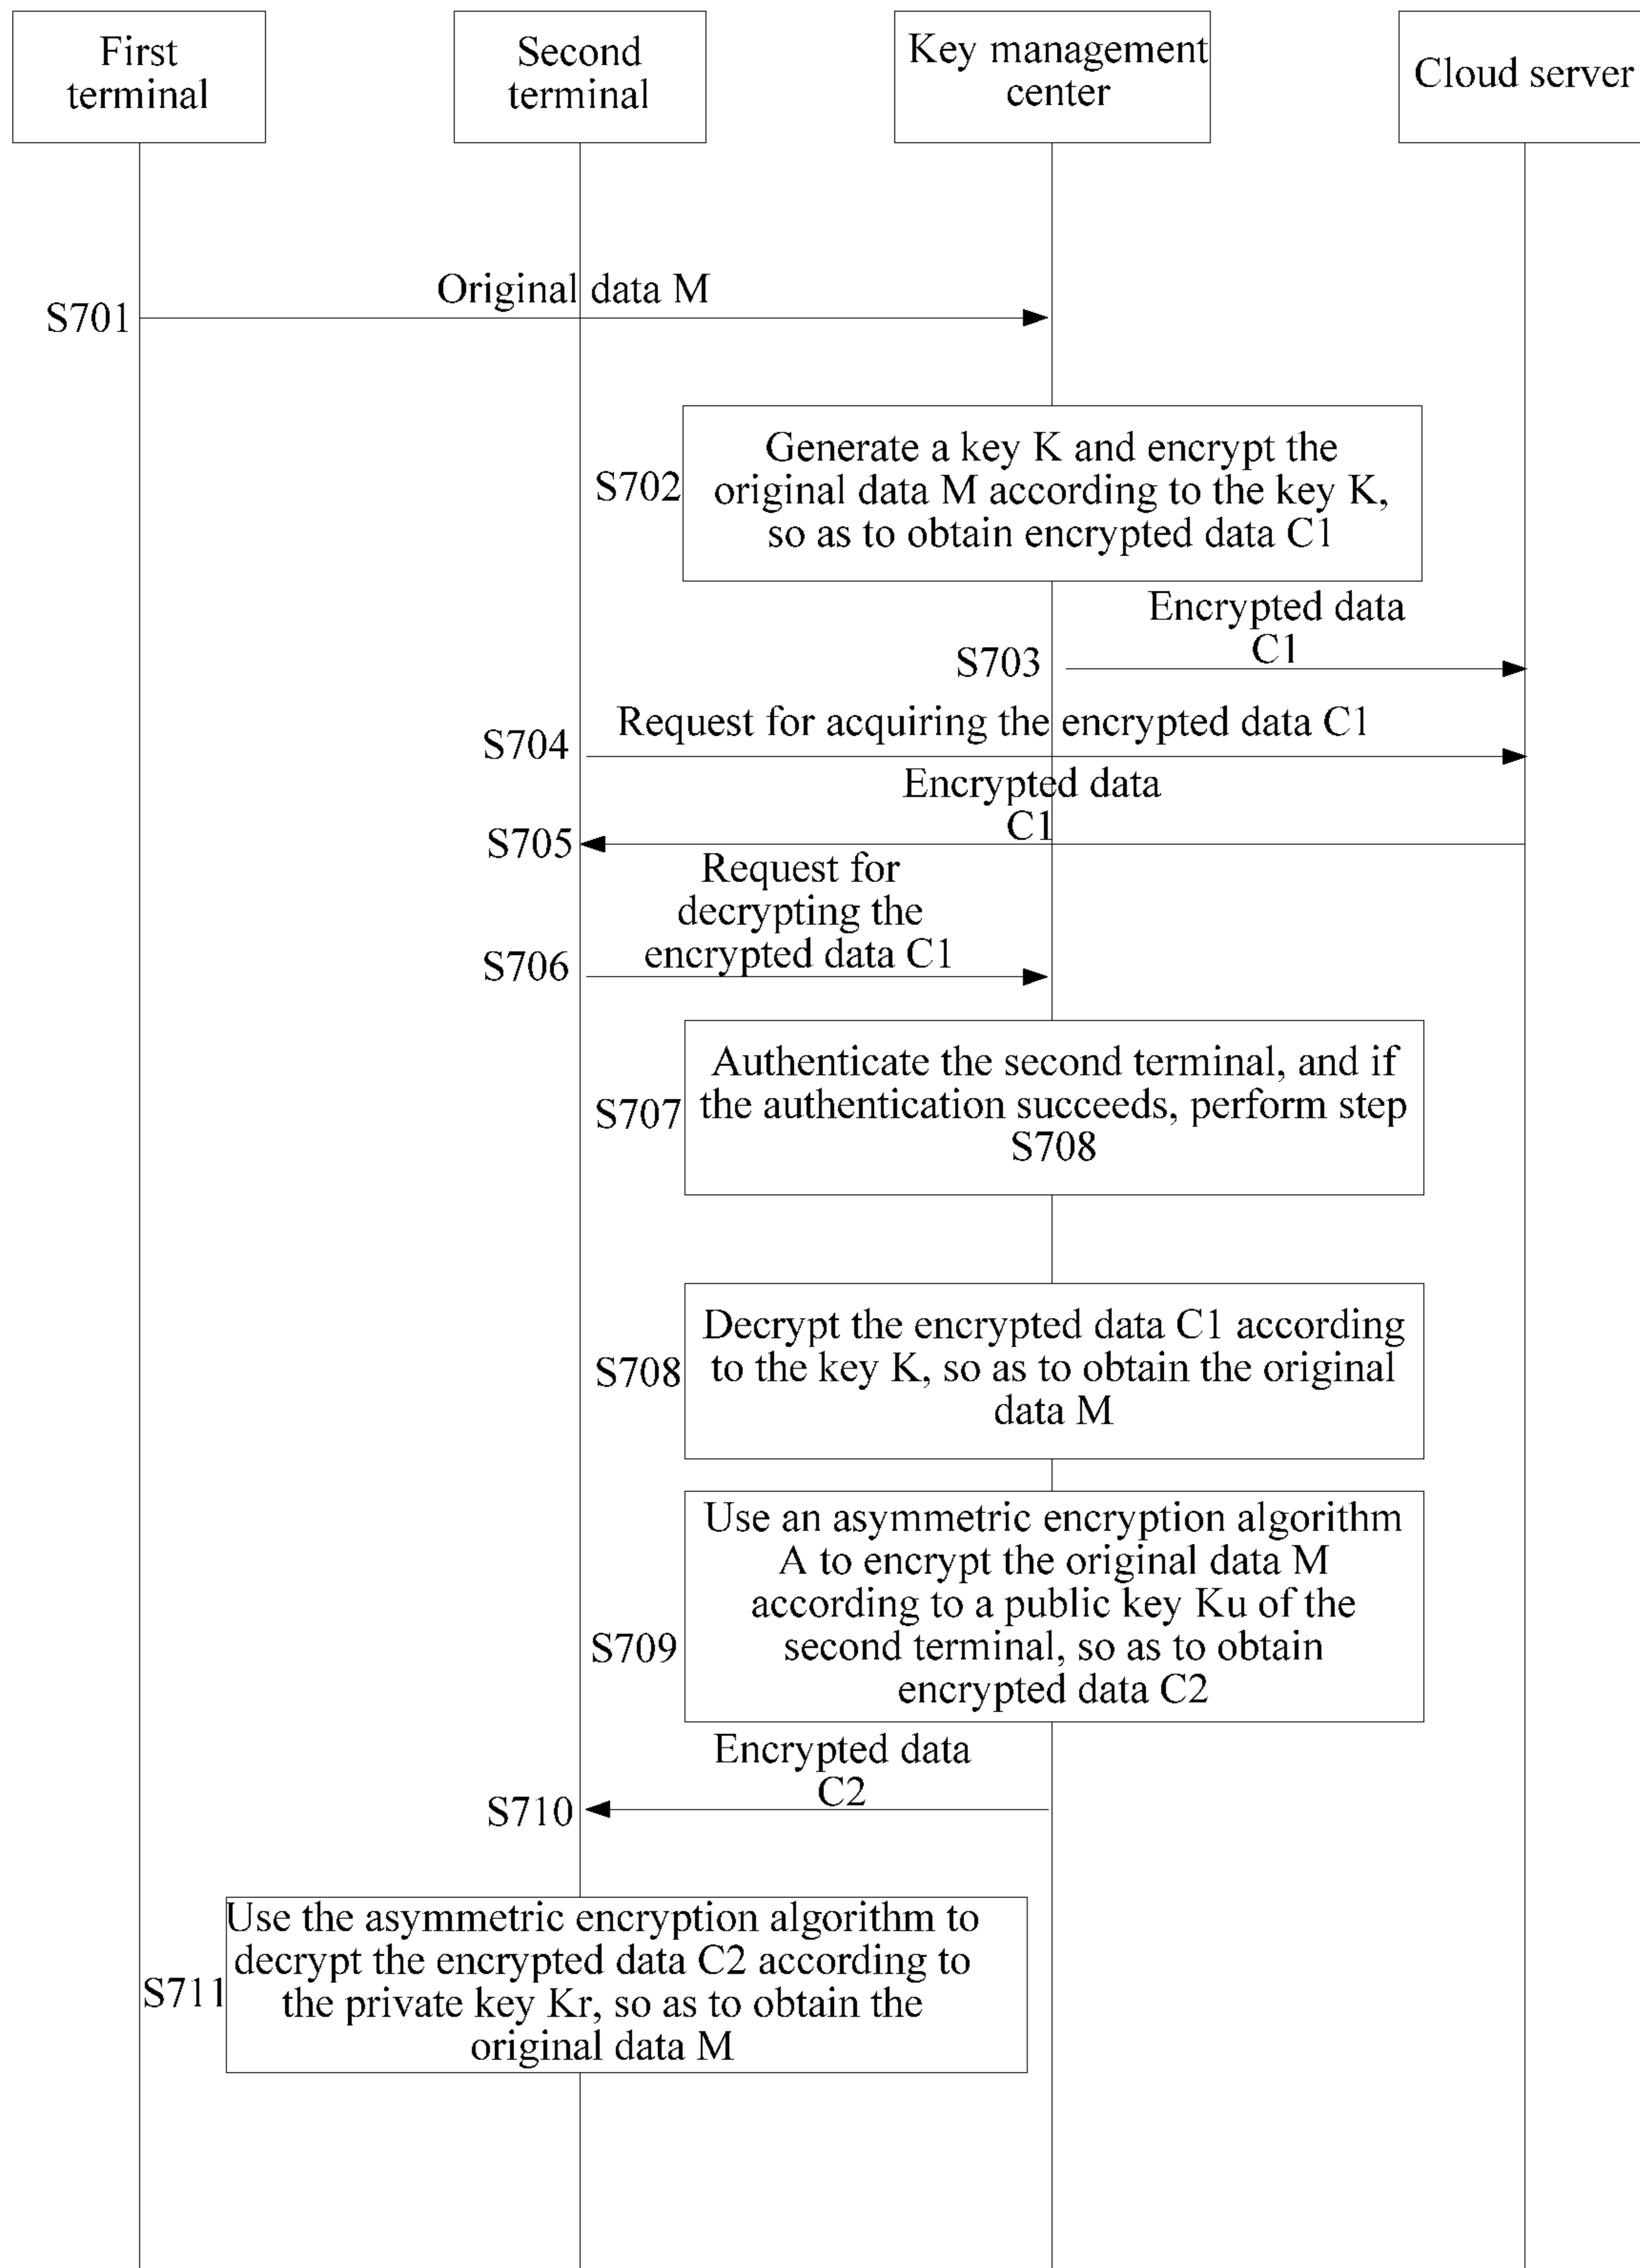 First
terminal
Second
terminal
Key management
center
Cloud server
Original data M
S701
S702
Generate a key K and encrypt the
original data M according to the key K,
so as to obtain encrypted data C1
Encrypted data
C1
S703
Request for acquiring the encrypted data C1
S704
Encrypted data
C1
S705
Request for
decrypting the
encrypted data C1
S706
S707
Authenticate the second terminal, and if
the authentication succeeds, perform step
S708
S708
Decrypt the encrypted data C1 according
to the key K, so as to obtain the original
data M
S709
Use an asymmetric encryption algorithm
A to encrypt the original data M
according to a public key Ku of the
second terminal, so as to obtain
encrypted data C2
Encrypted data
C2
S710
S711
Use the asymmetric encryption algorithm to
decrypt the encrypted data C2 according to
the private key Kr, so as to obtain the
original data M